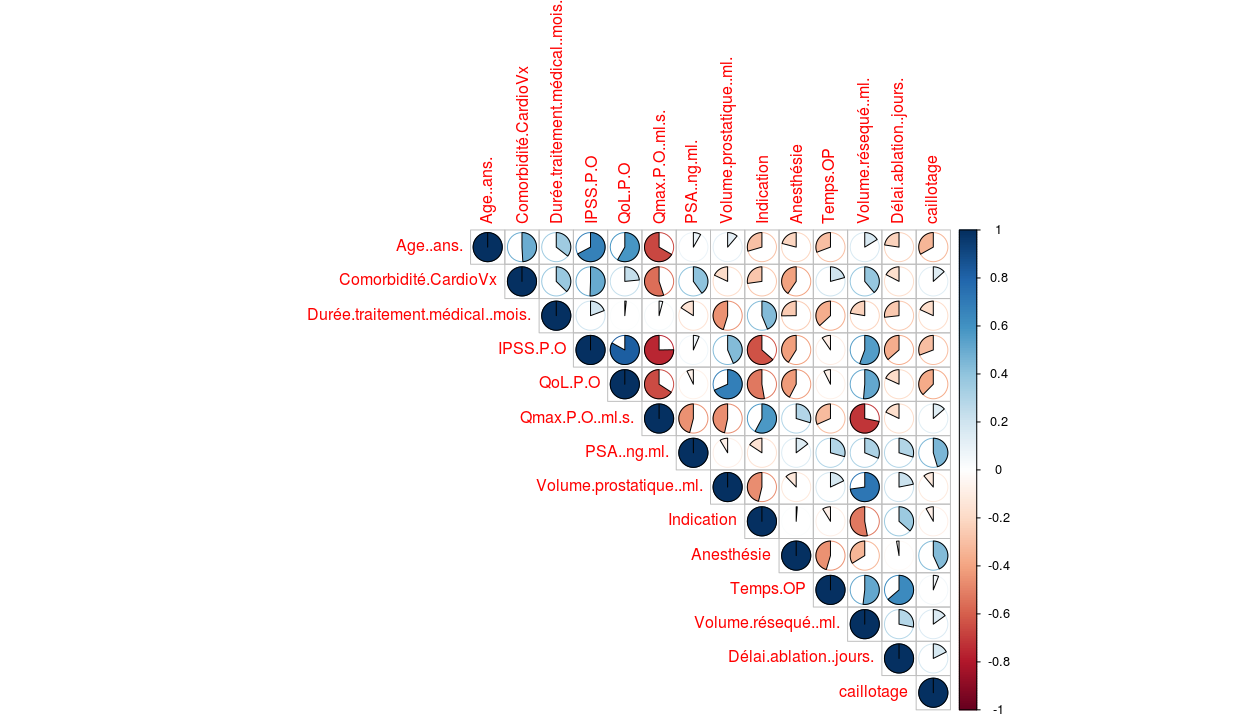 Age..ans.
Comorbidité.CardioVx
Durée.traitement.médical..mois.
IPSS.P.O
QoL.P.O
Qmax.P.O..ml.s.
PSA..ng.ml.
Volume.prostatique..ml.
Indication
Anesthésie
Temps.OP
Volume.réséqué..ml.
Délai.ablation..jours.
caillotage
Age..ans.
Comorbidité.CardioVx
Durée.traitement.médical..mois.
IPSS.P.O
QoL.P.O
Qmax.P.O..ml.s.
PSA..ng.ml.
Volume.prostatique..ml.
Indication
Anesthésie
Temps.OP
Volume.réséqué..ml.
Délai.ablation..jours.
caillotage
1
0.8
0.6
0.4
0.2
0
-0.2
-0.4
-0.6
-0.8
-1